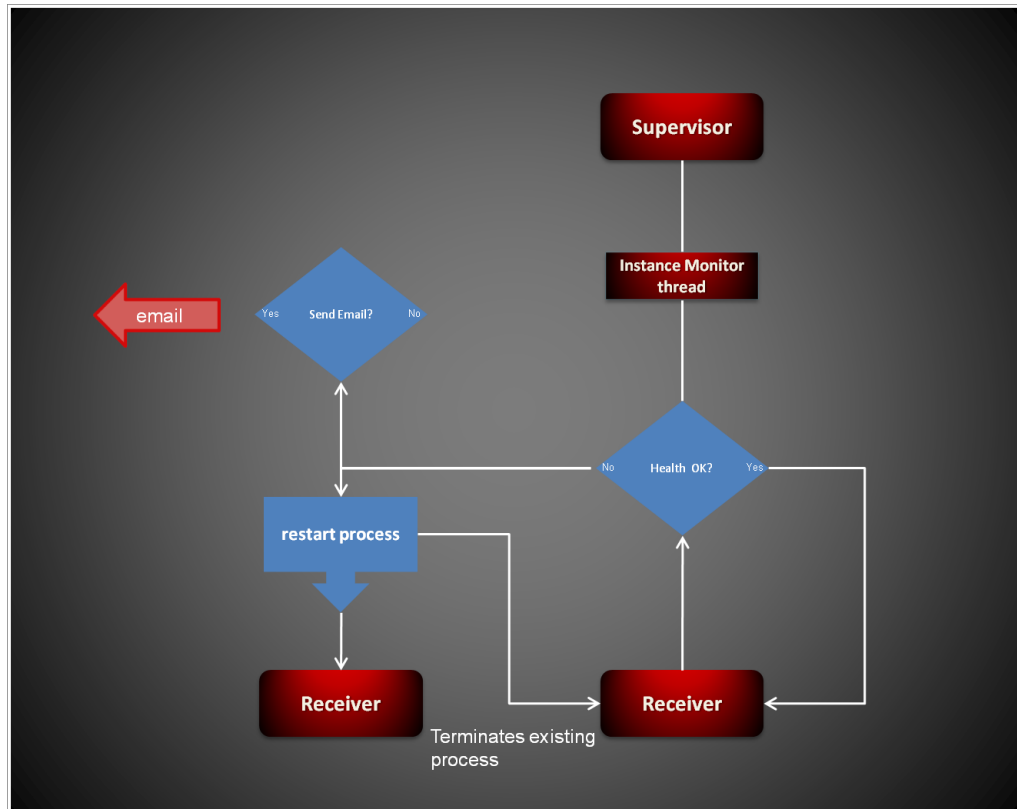 Supervisor
Instance Monitor
thread
email
Yes
Send Email?
No
No
Health OK?
Yes
restart process
Receiver
Receiver
Terminates existing
process